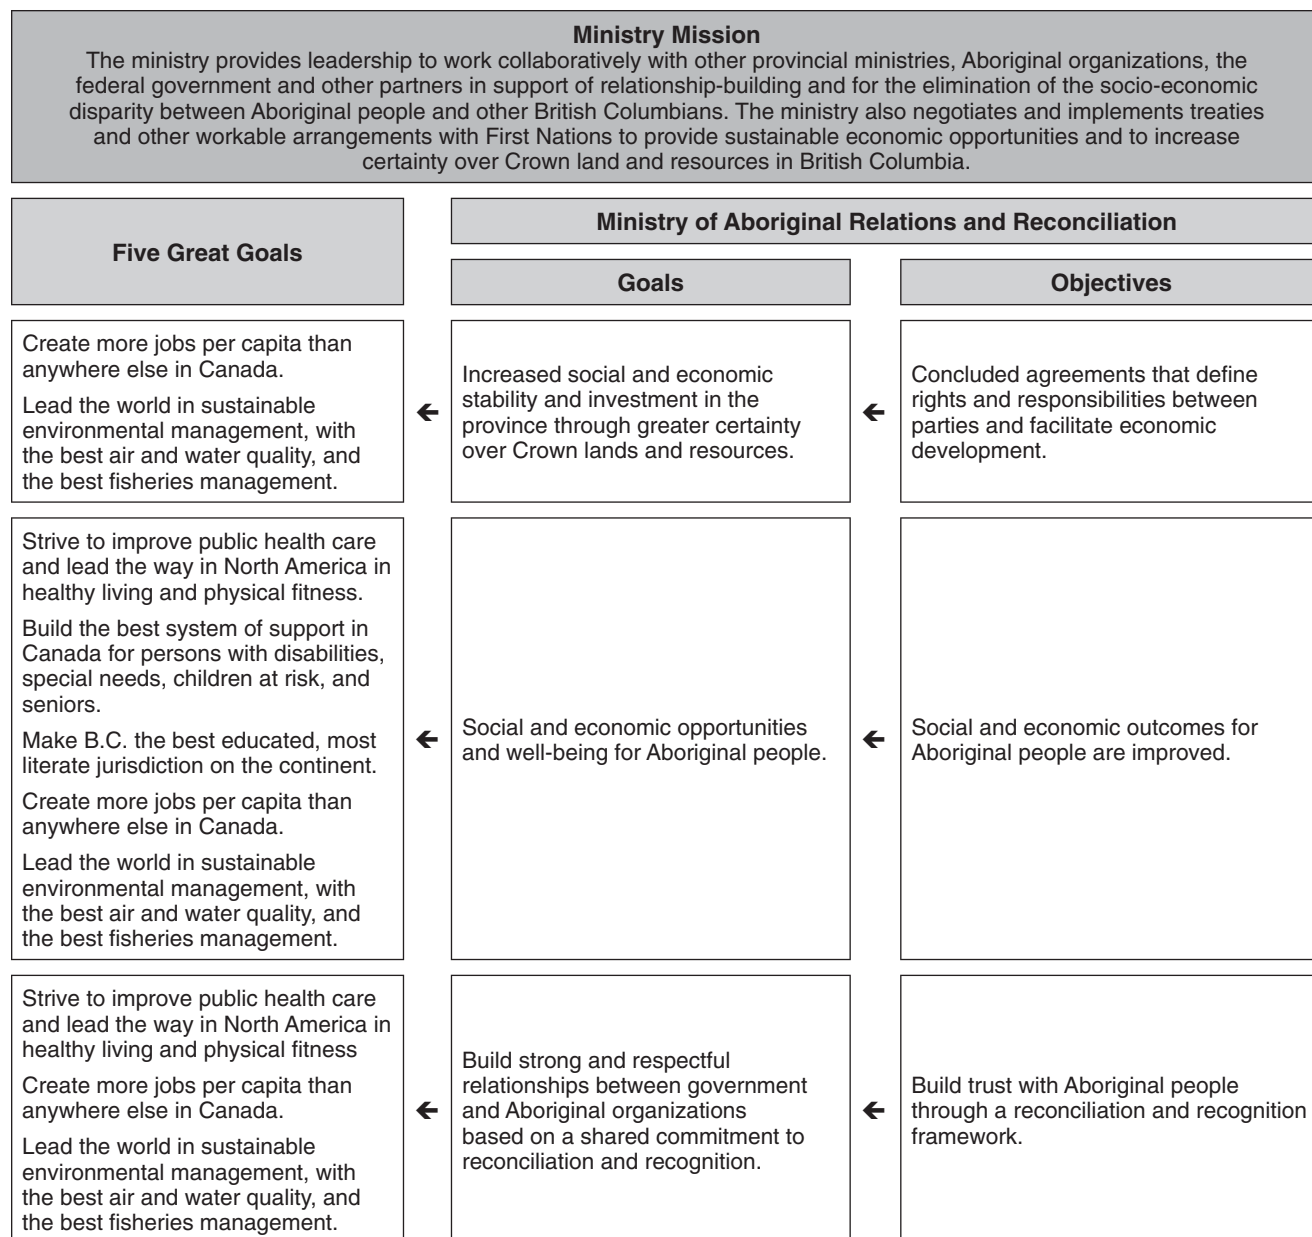 Ministry Mission
The ministry provides leadership to work collaboratively with other provincial ministries, Aboriginal organizations, the
federal government and other partners in support of relationship-building and for the elimination of the socio-economic
disparity between Aboriginal people and other British Columbians. The ministry also negotiates and implements treaties
and other workable arrangements with First Nations to provide sustainable economic opportunities and to increase
certainty over Crown land and resources in British Columbia.
Five Great Goals
Ministry of Aboriginal Relations and Reconciliation
Goals
Objectives
Create more jobs per capita than
anywhere else in Canada.
Lead the world in sustainable
environmental management, with
the best air and water quality, and
the best fisheries management.
←
Increased social and economic
stability and investment in the
province through greater certainty
over Crown lands and resources.
←
Concluded agreements that define
rights and responsibilities between
parties and facilitate economic
development.
Strive to improve public health care
and lead the way in North America in
healthy living and physical fitness.
Build the best system of support in
Canada for persons with disabilities,
special needs, children at risk, and
seniors.
Make B.C. the best educated, most
literate jurisdiction on the continent.
Create more jobs per capita than
anywhere else in Canada.
Lead the world in sustainable
environmental management, with
the best air and water quality, and
the best fisheries management.
←
Social and economic opportunities
and well-being for Aboriginal people.
←
Social and economic outcomes for
Aboriginal people are improved.
Strive to improve public health care
and lead the way in North America in
healthy living and physical fitness
Create more jobs per capita than
anywhere else in Canada.
Lead the world in sustainable
environmental management, with
the best air and water quality, and
the best fisheries management.
←
Build strong and respectful
relationships between government
and Aboriginal organizations
based on a shared commitment to
reconciliation and recognition.
←
Build trust with Aboriginal people
through a reconciliation and recognition
framework.